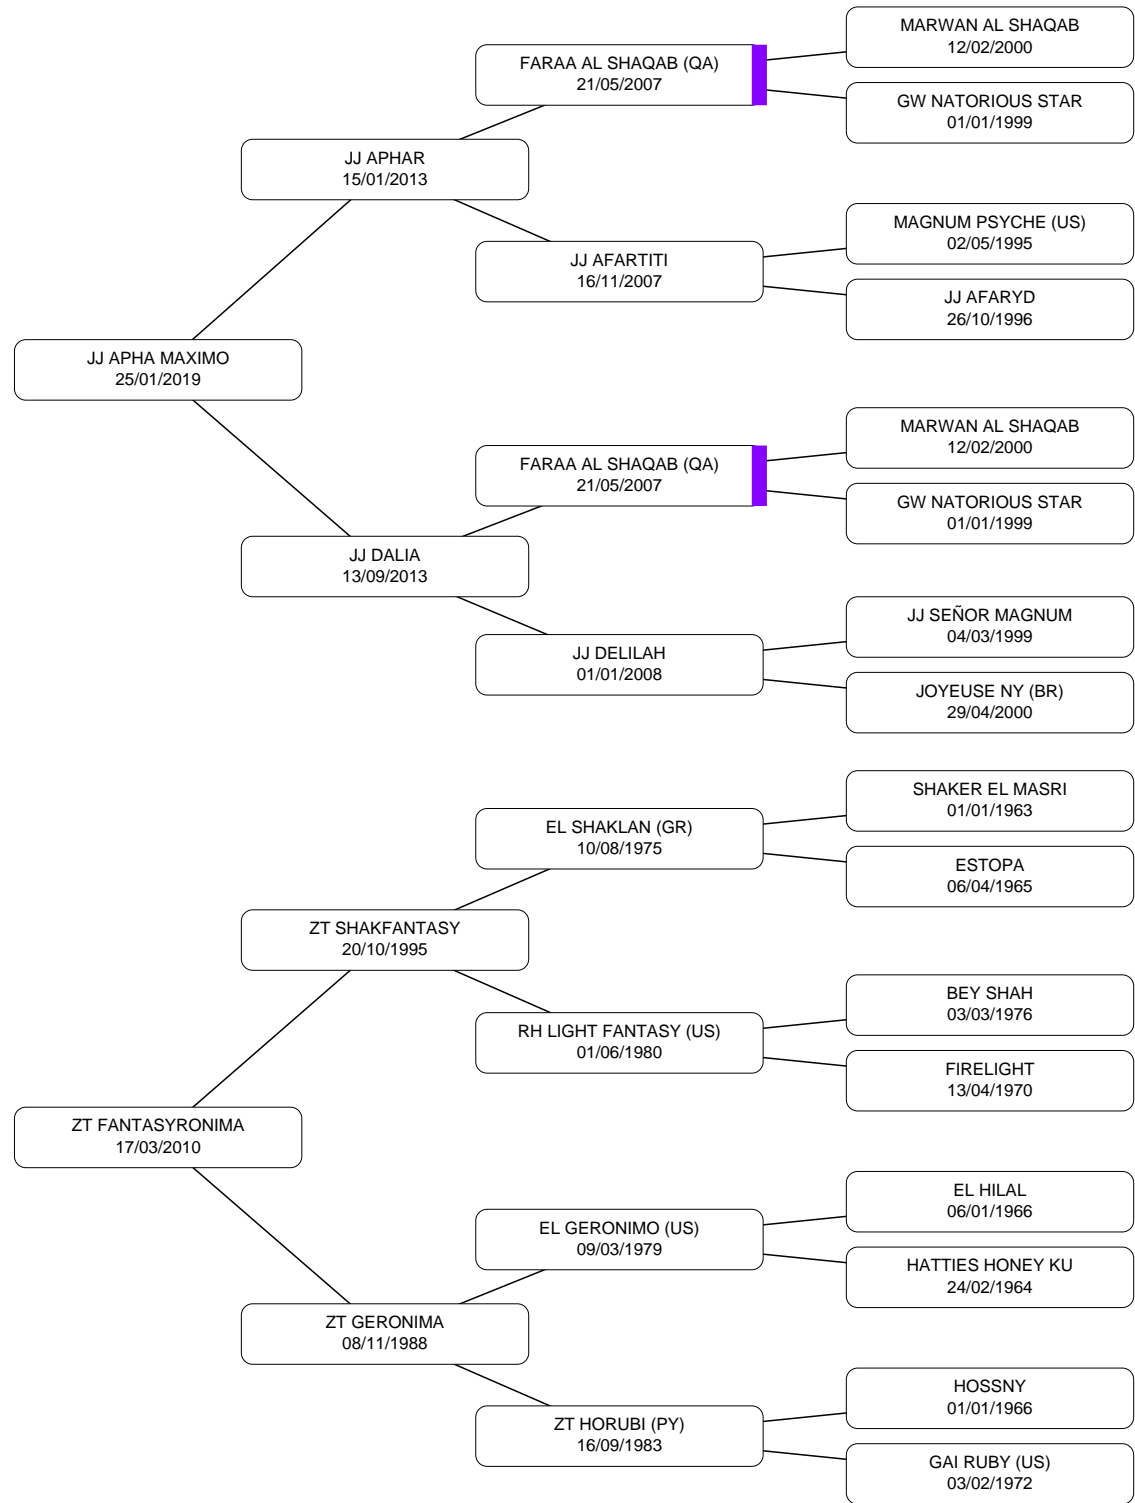 MARWAN AL SHAQAB
12/02/2000
FARAA AL SHAQAB (QA)
21/05/2007
GW NATORIOUS STAR
01/01/1999
JJ APHAR
15/01/2013
MAGNUM PSYCHE (US)
02/05/1995
JJ AFARTITI
16/11/2007
JJ AFARYD
26/10/1996
JJ APHA MAXIMO
25/01/2019
MARWAN AL SHAQAB
12/02/2000
FARAA AL SHAQAB (QA)
21/05/2007
GW NATORIOUS STAR
01/01/1999
JJ DALIA
13/09/2013
JJ SEÑOR MAGNUM
04/03/1999
JJ DELILAH
01/01/2008
JOYEUSE NY (BR)
29/04/2000
SHAKER EL MASRI
01/01/1963
EL SHAKLAN (GR)
10/08/1975
ESTOPA
06/04/1965
ZT SHAKFANTASY
20/10/1995
BEY SHAH
03/03/1976
RH LIGHT FANTASY (US)
01/06/1980
FIRELIGHT
13/04/1970
ZT FANTASYRONIMA
17/03/2010
EL HILAL
06/01/1966
EL GERONIMO (US)
09/03/1979
HATTIES HONEY KU
24/02/1964
ZT GERONIMA
08/11/1988
HOSSNY
01/01/1966
ZT HORUBI (PY)
16/09/1983
GAI RUBY (US)
03/02/1972